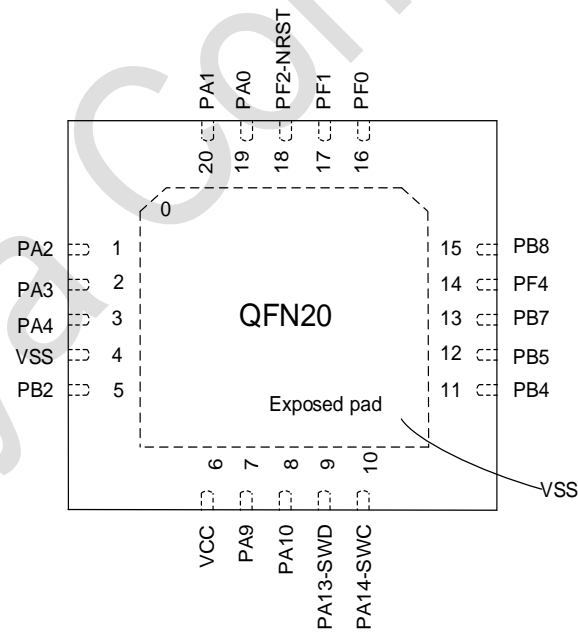 PA1
PA0
PF2-NRST
PF1
PF0
20
19
18
17
16
0
PA2 1
PA3 2
PA4 3
VSS 4
PB2 5
15 PB8
14 PF4
13 PB7
12 PB5
11 PB4
QFN20
Exposed pad
VSS
6
7
8
9
10
VCC
PA9
PA10
PA13-SWD
PA14-SWC